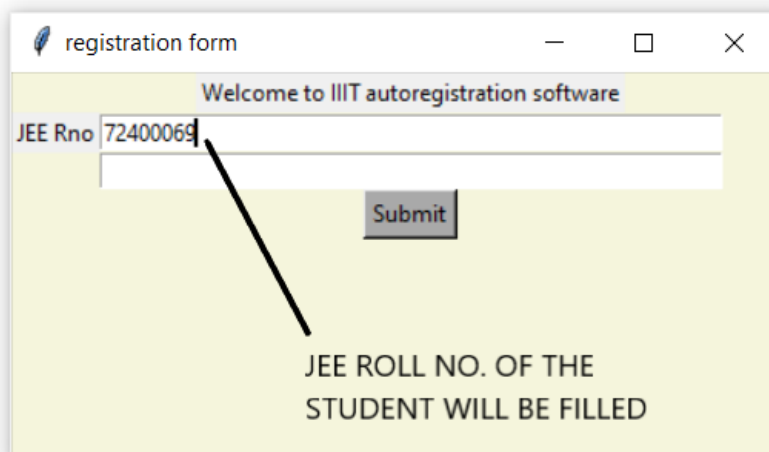 registration form
Welcome to IIIT autoregistration software
JEE Rno 72400069
Submit
JEE ROLL NO. OF THE
STUDENT WILL BE FILLED